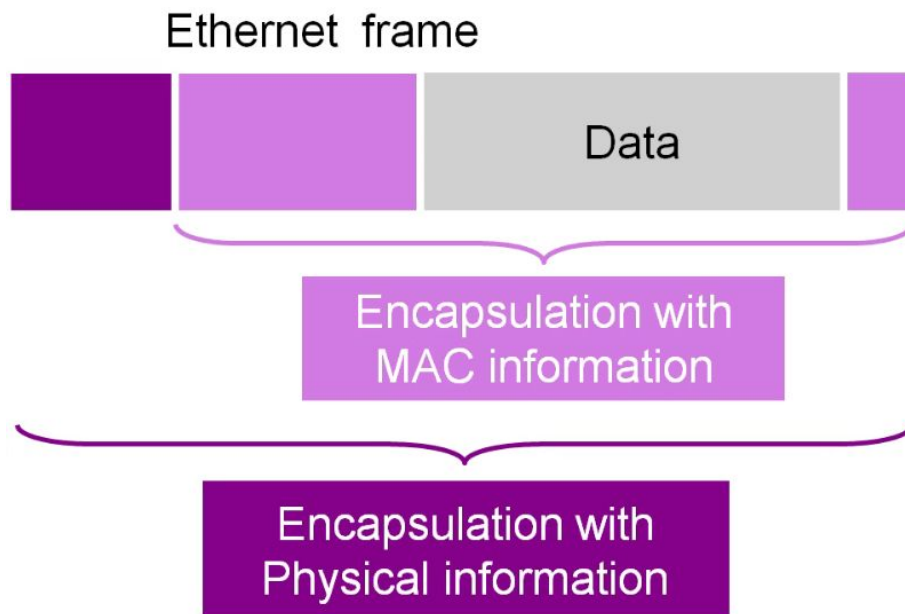 Ethernet frame
Data
Encapsulation with
MAC information
Encapsulation with
Physical information